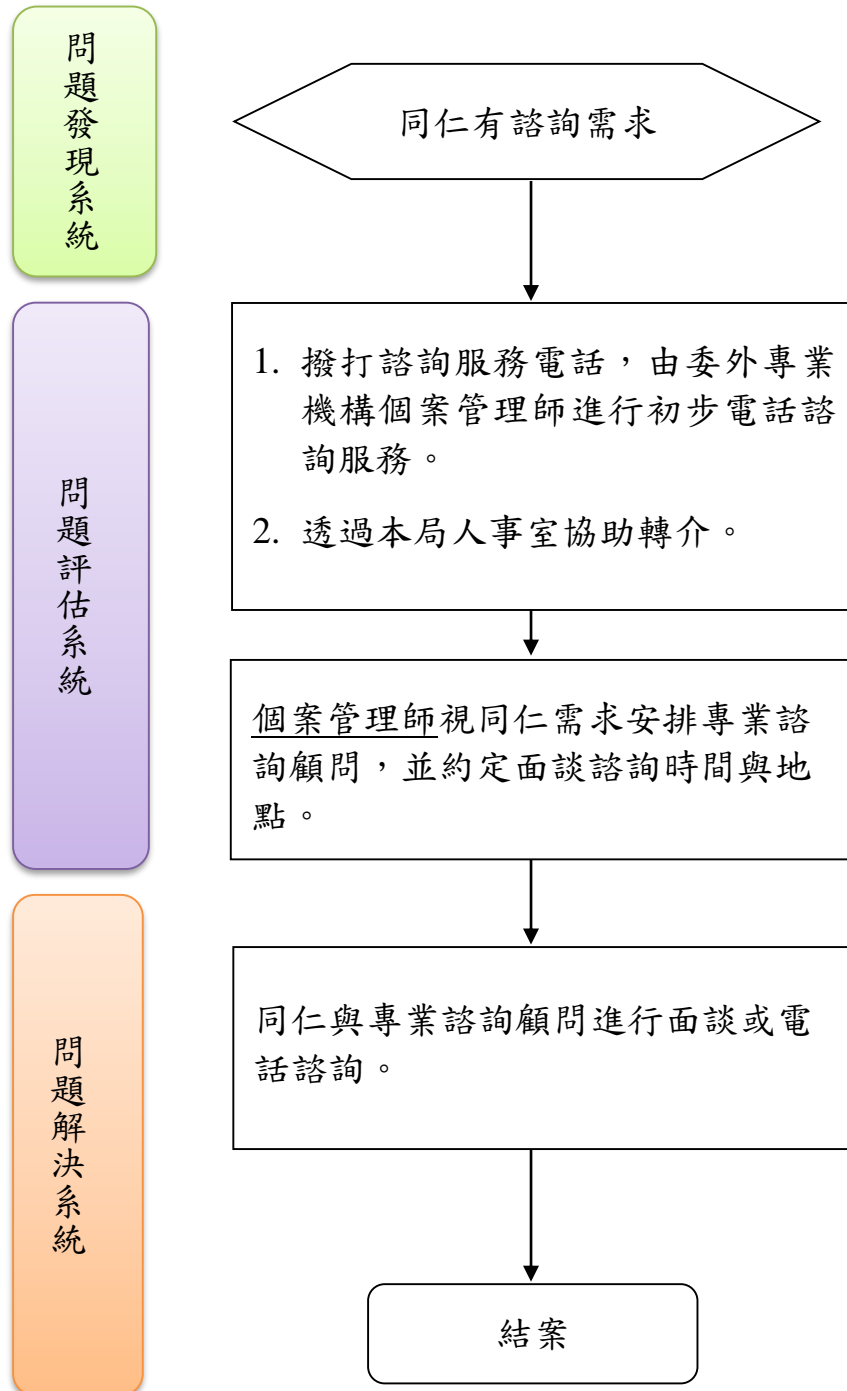 問題發現系統
同仁有諮詢需求
問題評估系統
1. 撥打諮詢服務電話，由委外專業
機構個案管理師進行初步電話諮
詢服務。
2. 透過本局人事室協助轉介。
個案管理師視同仁需求安排專業諮
詢顧問，並約定面談諮詢時間與地
點。
問題解決系統
同仁與專業諮詢顧問進行面談或電
話諮詢。
結案